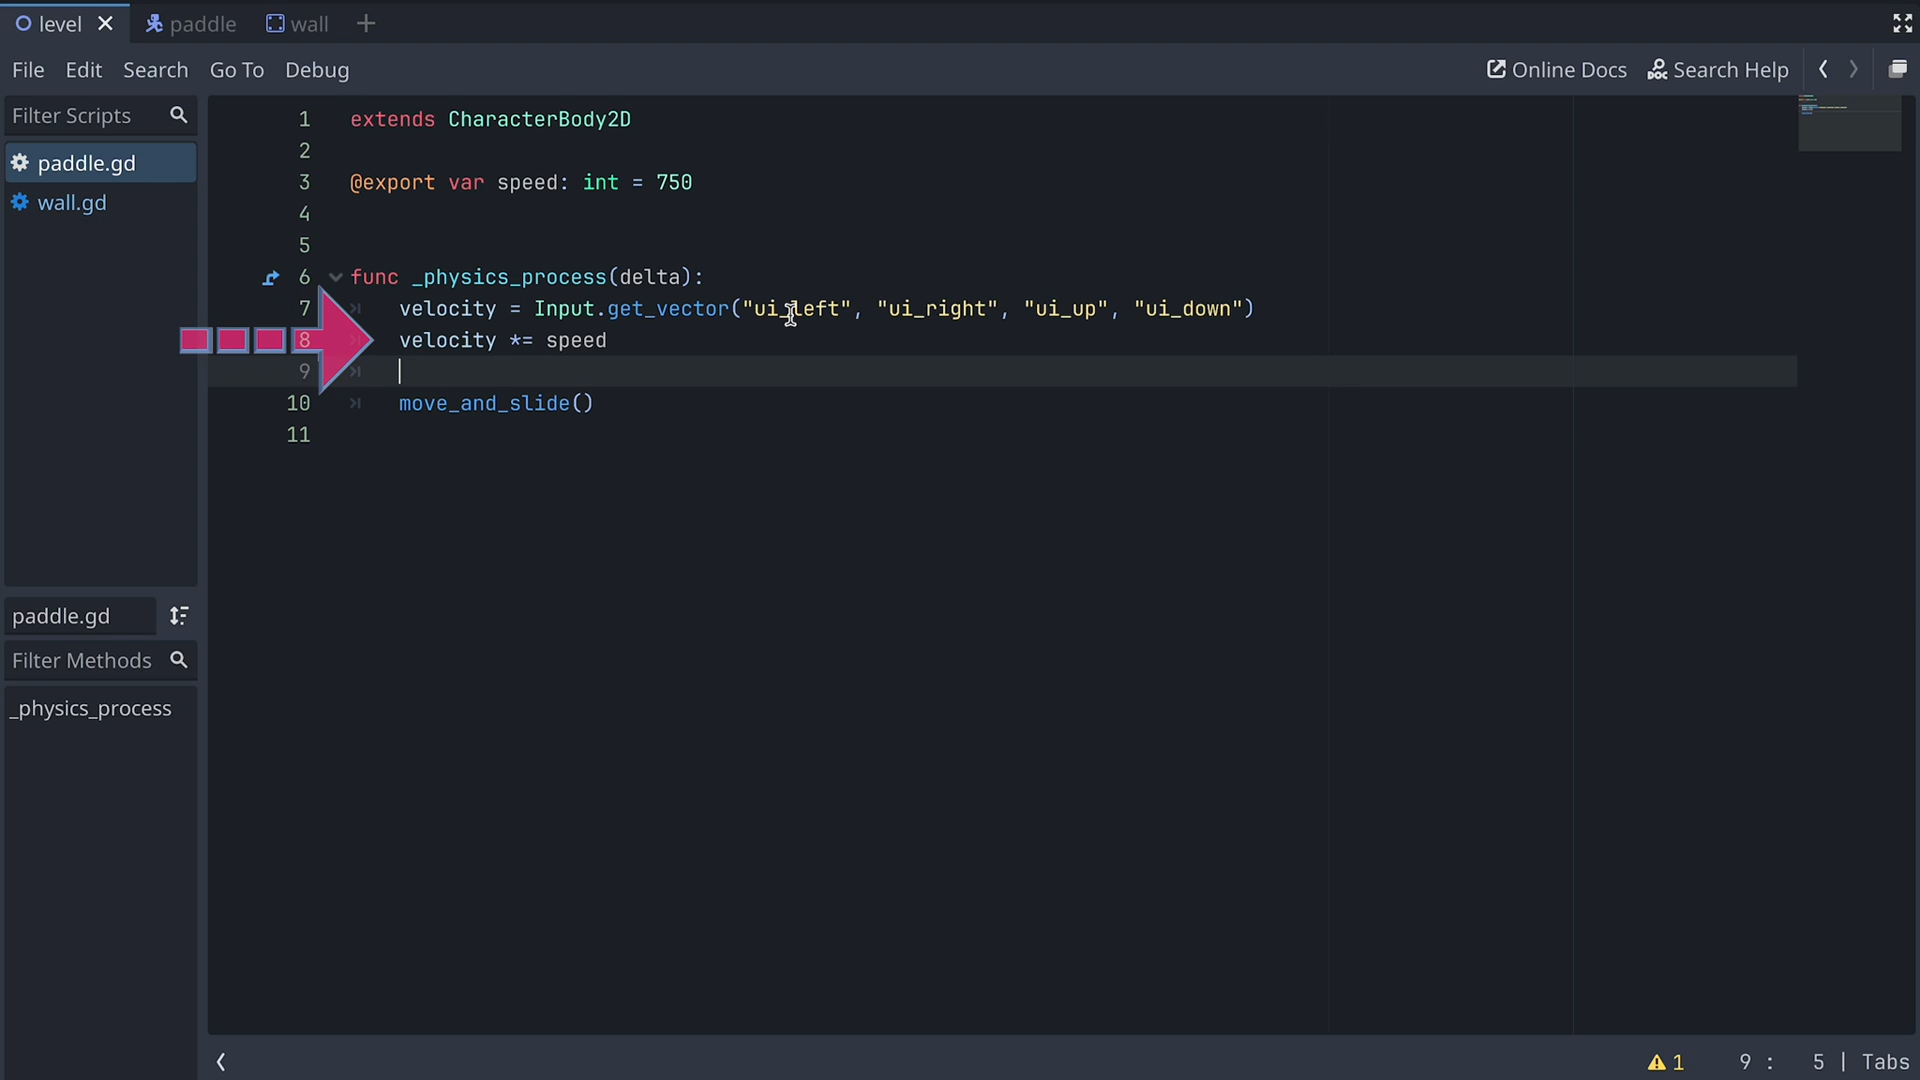 level paddle wall
File Edit Search Go To Debug Online Docs Search Help
Filter Scripts
paddle.gd
wall.gd
paddle.gd
Filter Methods
_physics_process
1 extends CharacterBody2D
2
3 @export var speed: int = 750
4
5
6 func _physics_process(delta):
7 velocity = Input.get_vector("ui_left", "ui_right", "ui_up", "ui_down")
8 velocity *= speed
9
10 move_and_slide()
11
1 9 : 5 | Tabs